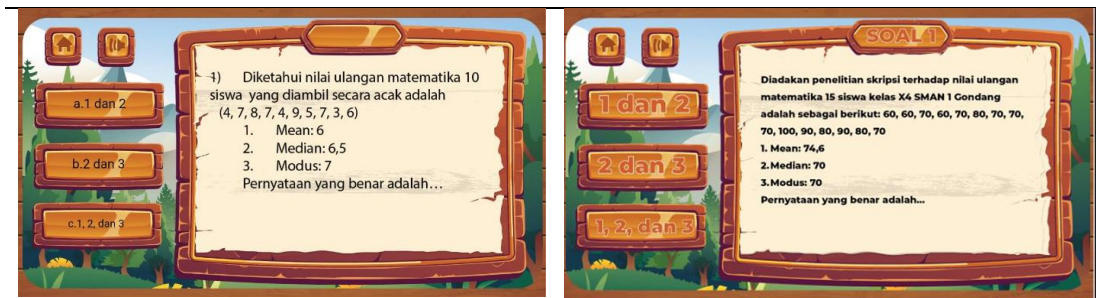 a.1 dan 2
b.2 dan 3
c.1, 2, dan 3
1) Diketahui nilai ulangan matematika 10
siswa yang diambil secara acak adalah
(4, 7, 8, 7, 4, 9, 5, 7, 3, 6)
1. Mean: 6
2. Median: 6,5
3. Modus: 7
Pernyataan yang benar adalah...
1 dan 2
2 dan 3
1, 2, dan 3
SOAL 1
Diadakan penelitian skripsi terhadap nilai ulangan
matematika 15 siswa kelas X4 SMAN 1 Gondang
adalah sebagai berikut: 60, 60, 70, 60, 70, 80, 70, 70,
70, 100, 90, 80, 90, 80, 70
1. Mean: 74,6
2.Median: 70
3.Modus: 70
Pernyataan yang benar adalah...